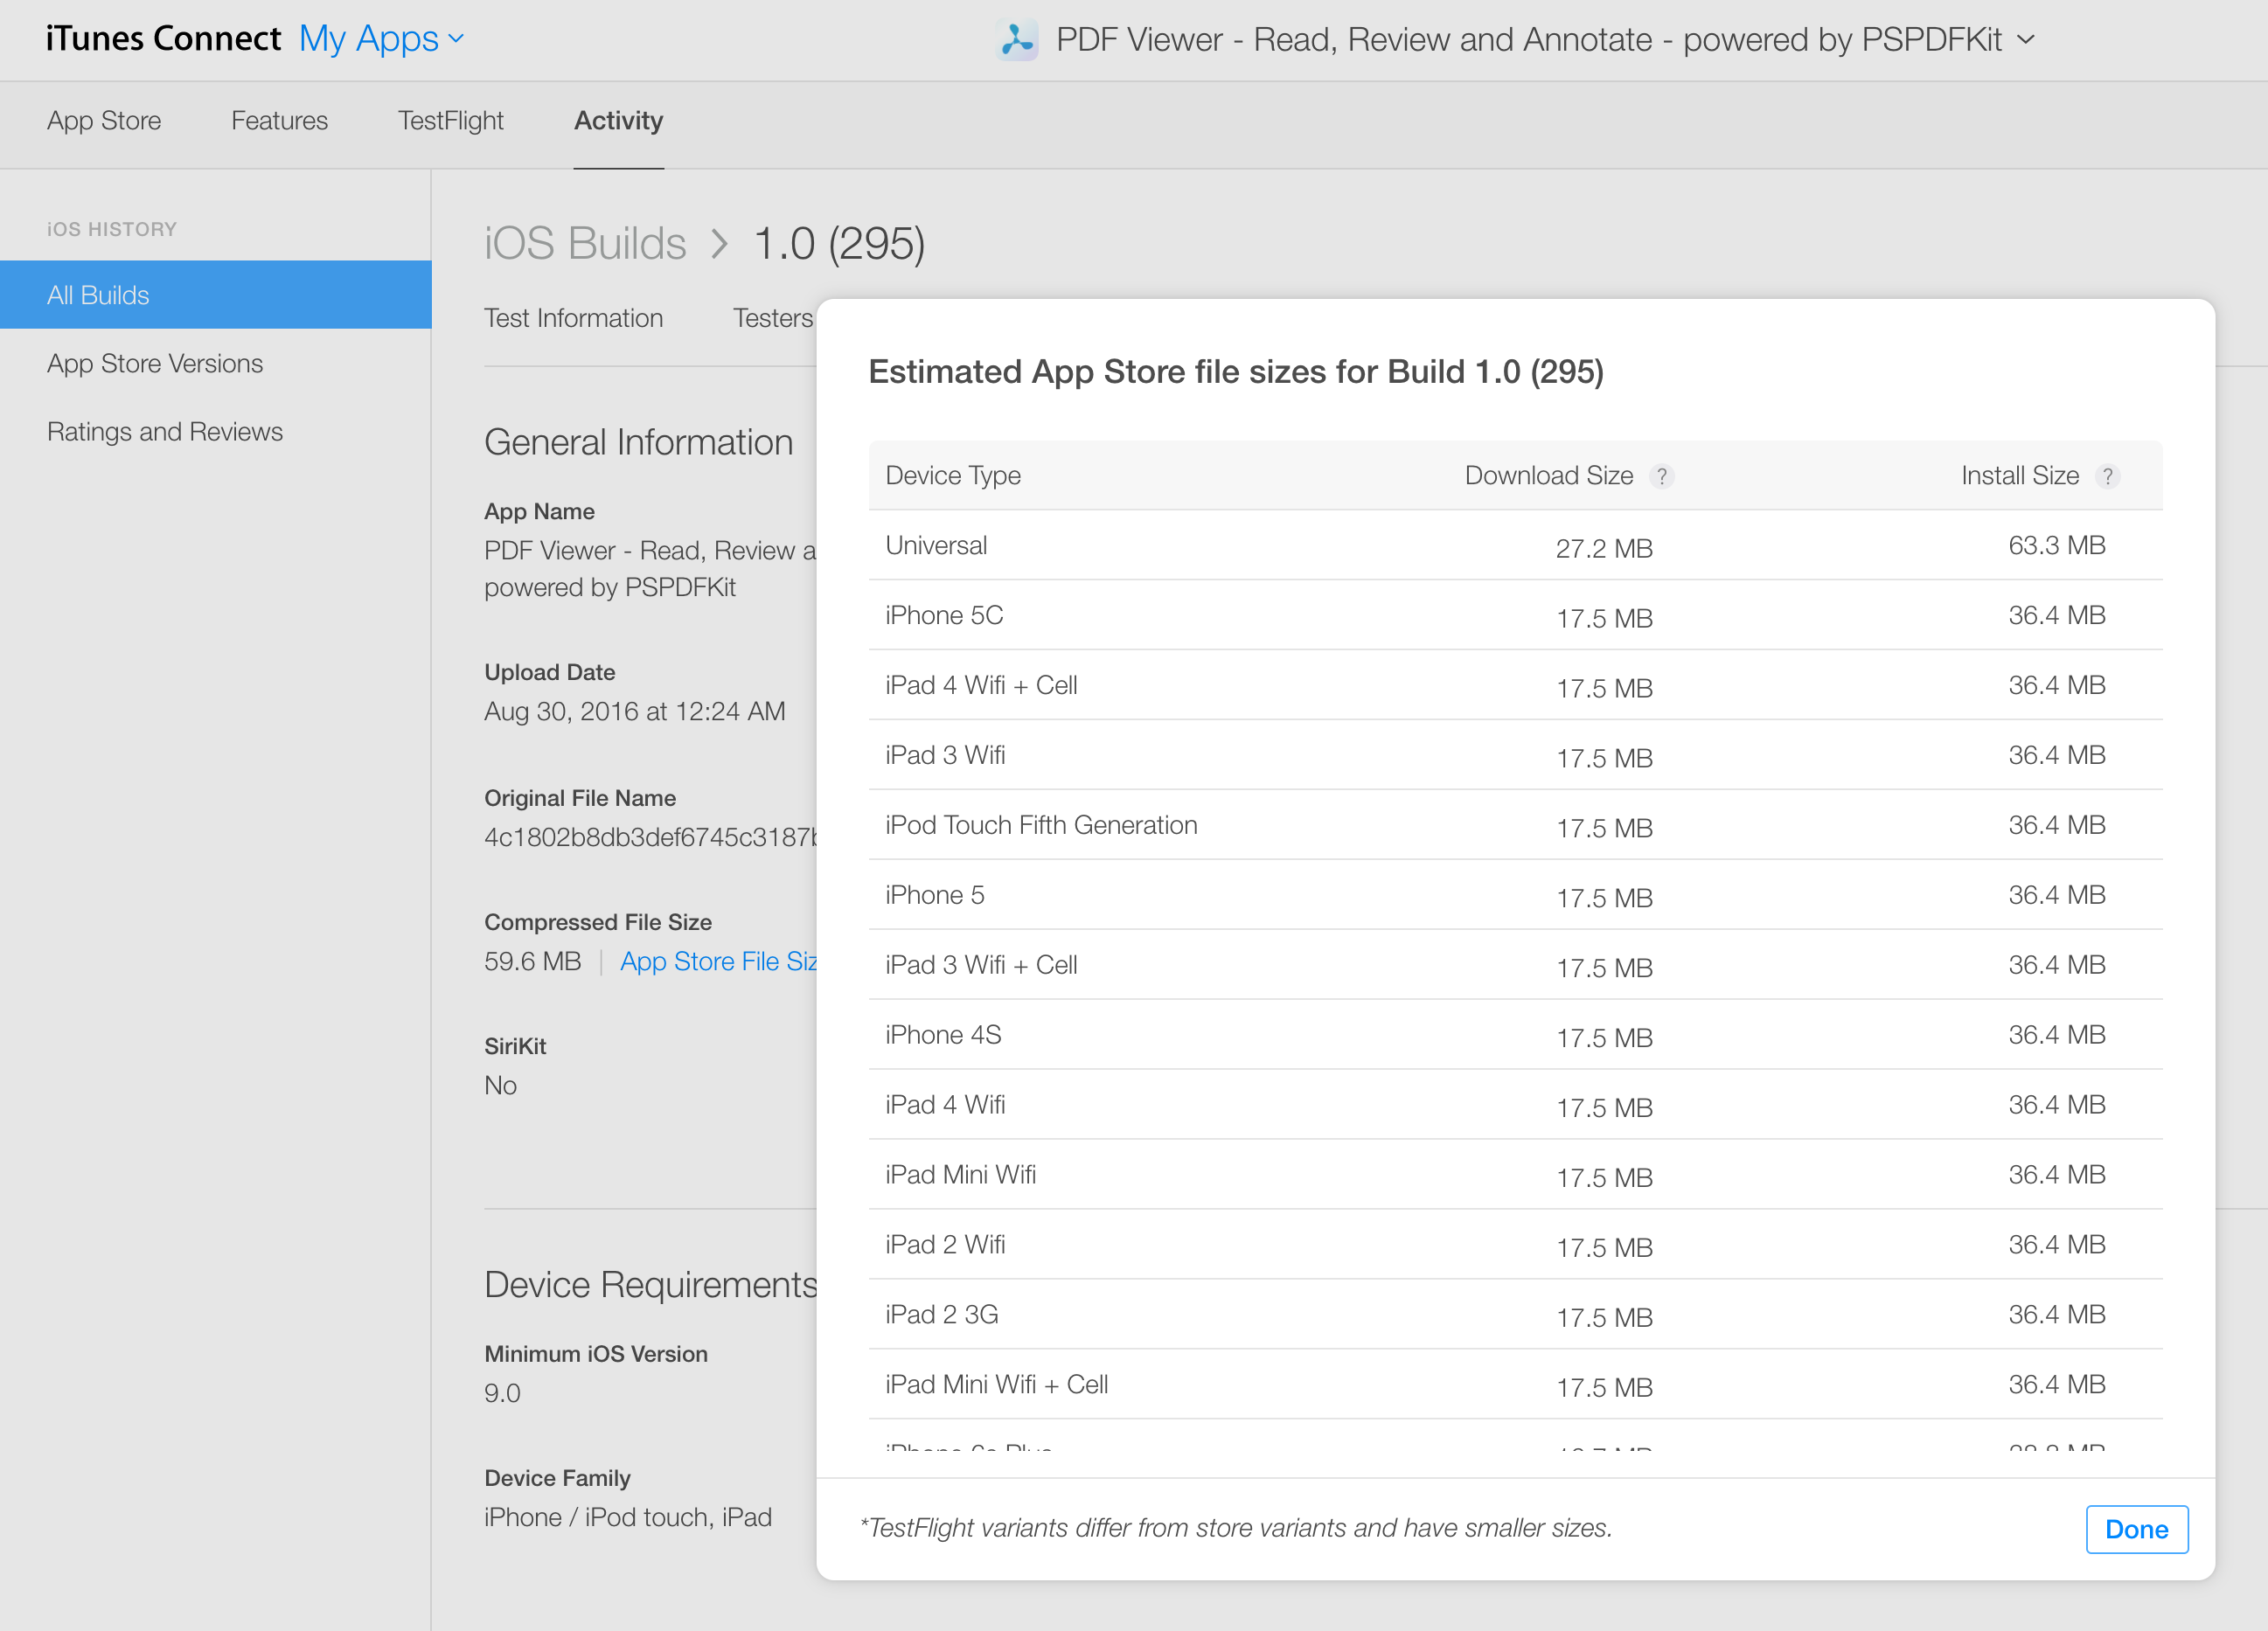 iTunes Connect My Apps
PDF Viewer - Read, Review and Annotate - powered by PSPDFKit
App Store Features TestFlight Activity
iOS HISTORY
All Builds
App Store Versions
Ratings and Reviews
iOS Builds > 1.0 (295)
Test Information Testers
General Information
App Name
PDF Viewer - Read, Review a
powered by PSPDFKit
Upload Date
Aug 30, 2016 at 12:24 AM
Original File Name
4c1802b8db3def6745c3187b
Compressed File Size
59.6 MB | App Store File Siz
SiriKit
No
Device Requirements
Minimum iOS Version
9.0
Device Family
iPhone / iPod touch, iPad
Estimated App Store file sizes for Build 1.0 (295)
Device Type Download Size ? Install Size ?
Universal 27.2 MB 63.3 MB
iPhone 5C 17.5 MB 36.4 MB
iPad 4 Wifi + Cell 17.5 MB 36.4 MB
iPad 3 Wifi 17.5 MB 36.4 MB
iPod Touch Fifth Generation 17.5 MB 36.4 MB
iPhone 5 17.5 MB 36.4 MB
iPad 3 Wifi + Cell 17.5 MB 36.4 MB
iPhone 4S 17.5 MB 36.4 MB
iPad 4 Wifi 17.5 MB 36.4 MB
iPad Mini Wifi 17.5 MB 36.4 MB
iPad 2 Wifi 17.5 MB 36.4 MB
iPad 2 3G 17.5 MB 36.4 MB
iPad Mini Wifi + Cell 17.5 MB 36.4 MB
*TestFlight variants differ from store variants and have smaller sizes.
Done